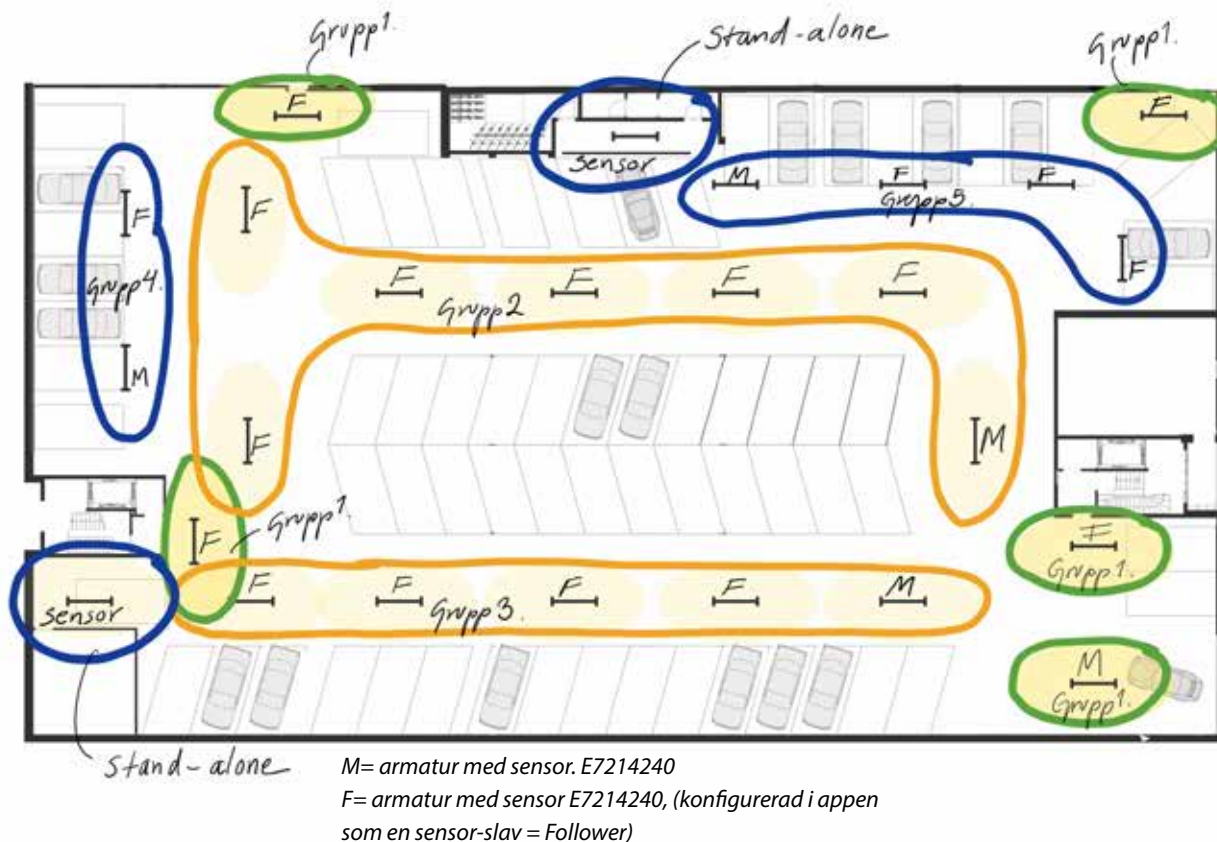 Grupp1.
Stand-alone
Grupp1.
F
F
sensor
M
F
F
Grupp5.
F
F
F
Grupp4.
M
F
F
F
F
Grupp2
F
M
F
Grupp1.
F
Grupp1.
sensor
F
F
F
F
M
Grupp3.
M
Grupp1.
Stand-alone
M= armatur med sensor. E7214240
F= armatur med sensor E7214240, (konfigurerad i appen
som en sensor-slav = Follower)